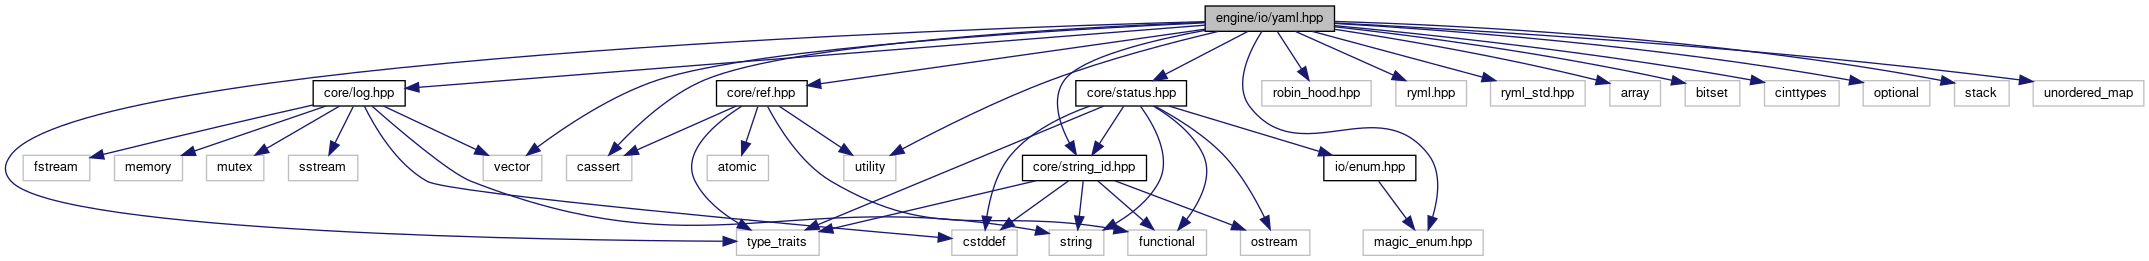 engine/io/yaml.hpp
core/log.hpp
core/ref.hpp
core/status.hpp
robin_hood.hpp
ryml.hpp
ryml_std.hpp
array
bitset
cinttypes
optional
stack
unordered_map
fstream
memory
mutex
sstream
vector
cassert
atomic
utility
core/string_id.hpp
io/enum.hpp
type_traits
cstddef
string
functional
ostream
magic_enum.hpp